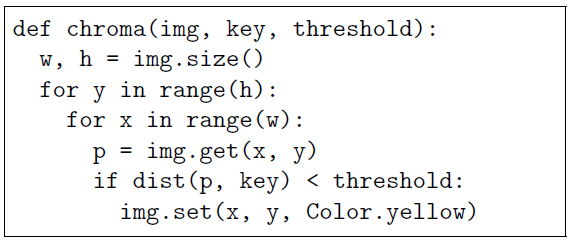 def chroma(img, key, threshold):
  w, h = img.size()
  for y in range(h):
    for x in range(w):
      p = img.get(x, y)
      if dist(p, key) < threshold:
        img.set(x, y, Color.yellow)